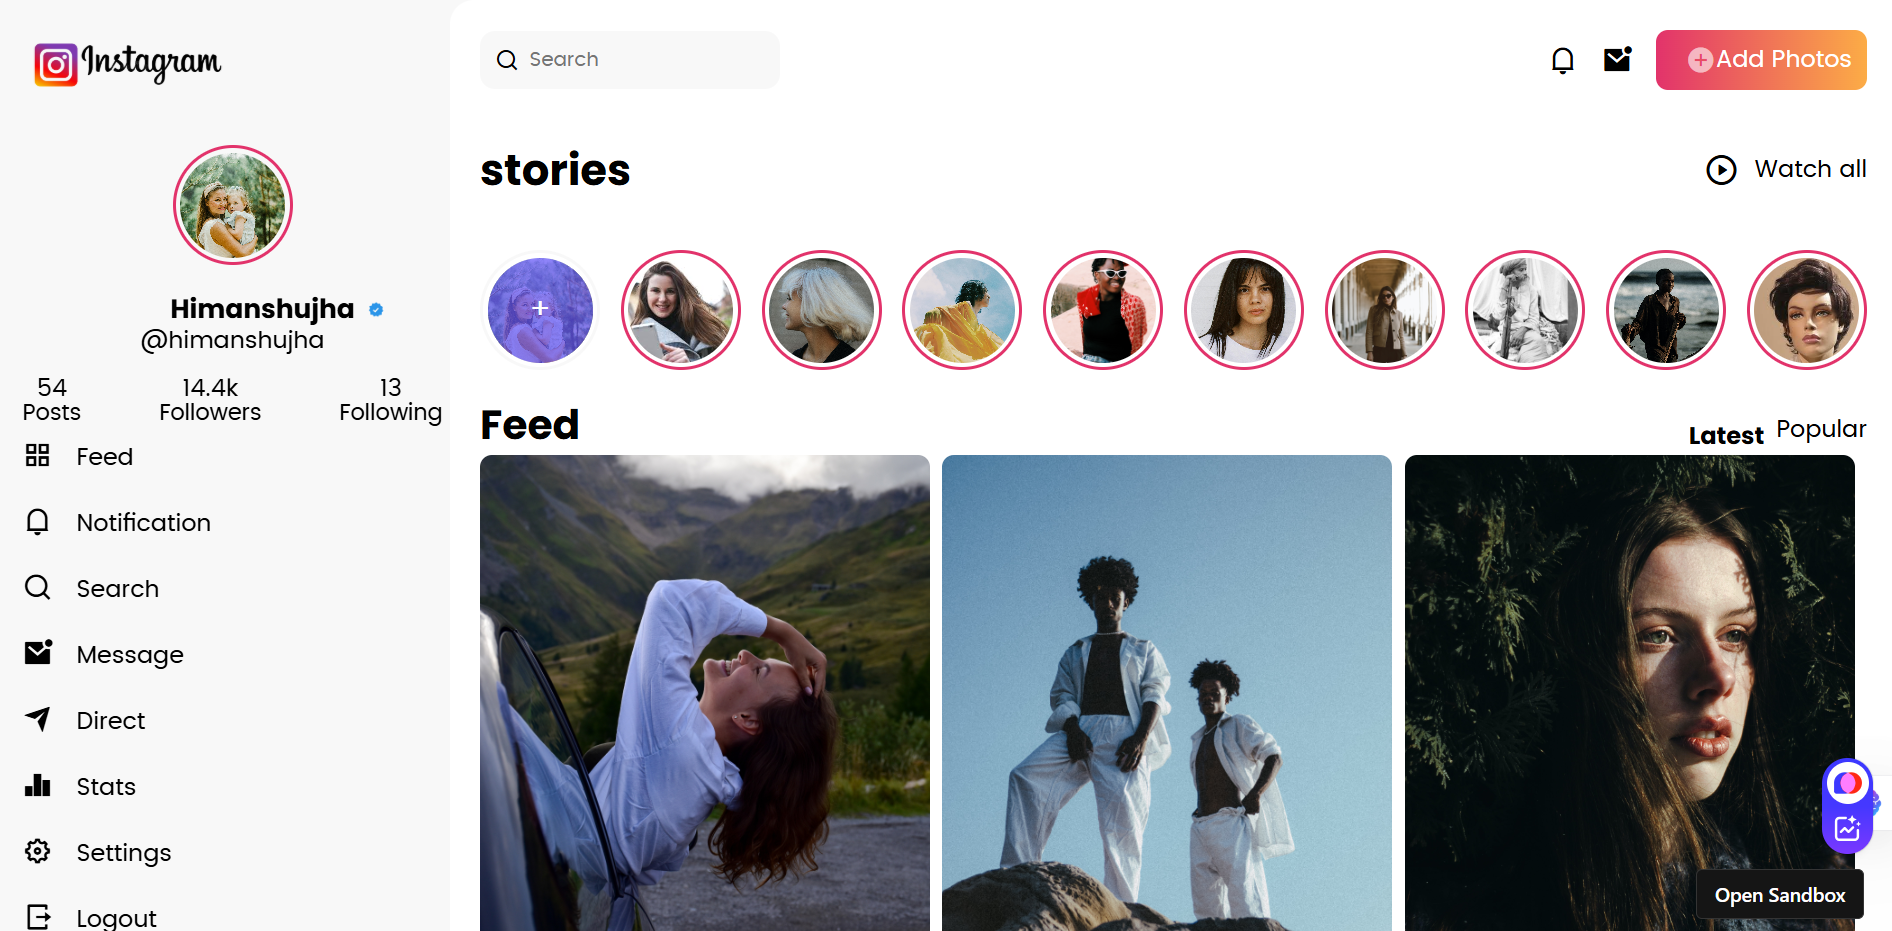 Instagram
Search
Add Photos
stories
Watch all
Himanshujha
@himanshujha
54
Posts
14.4k
Followers
13
Following
Feed
Notification
Search
Message
Direct
Stats
Settings
Logout
+
Feed
Latest
Popular
Open Sandbox